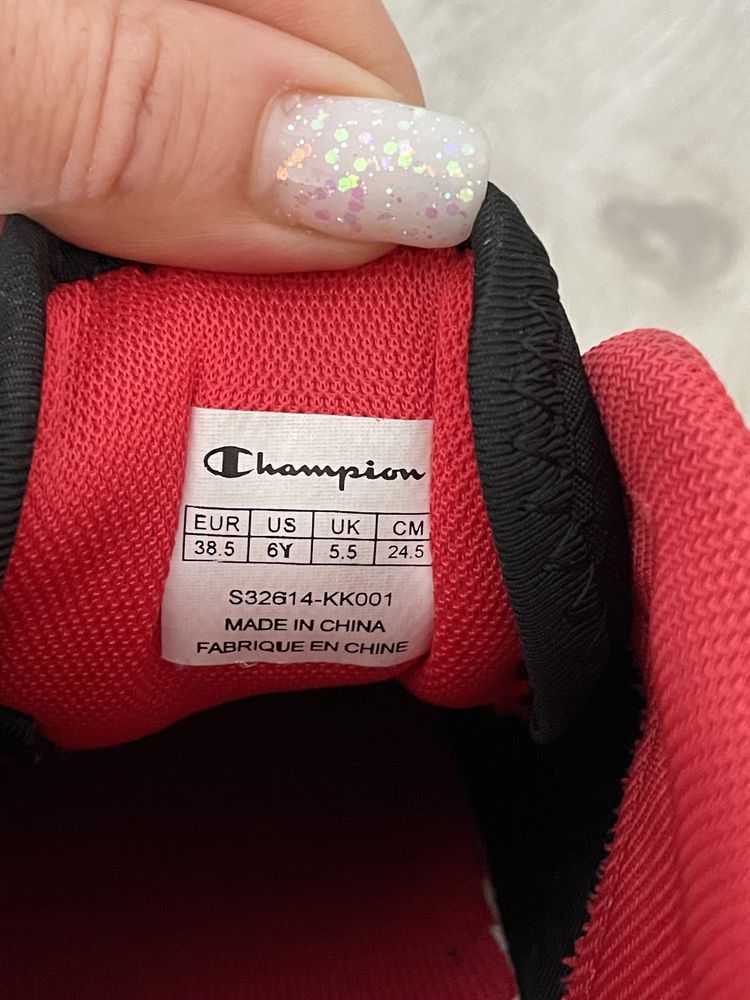 Champion
EUR US UK CM
38.5 6Y 5.5 24.5
S32614-KK001
MADE IN CHINA
FABRIQUE EN CHINE